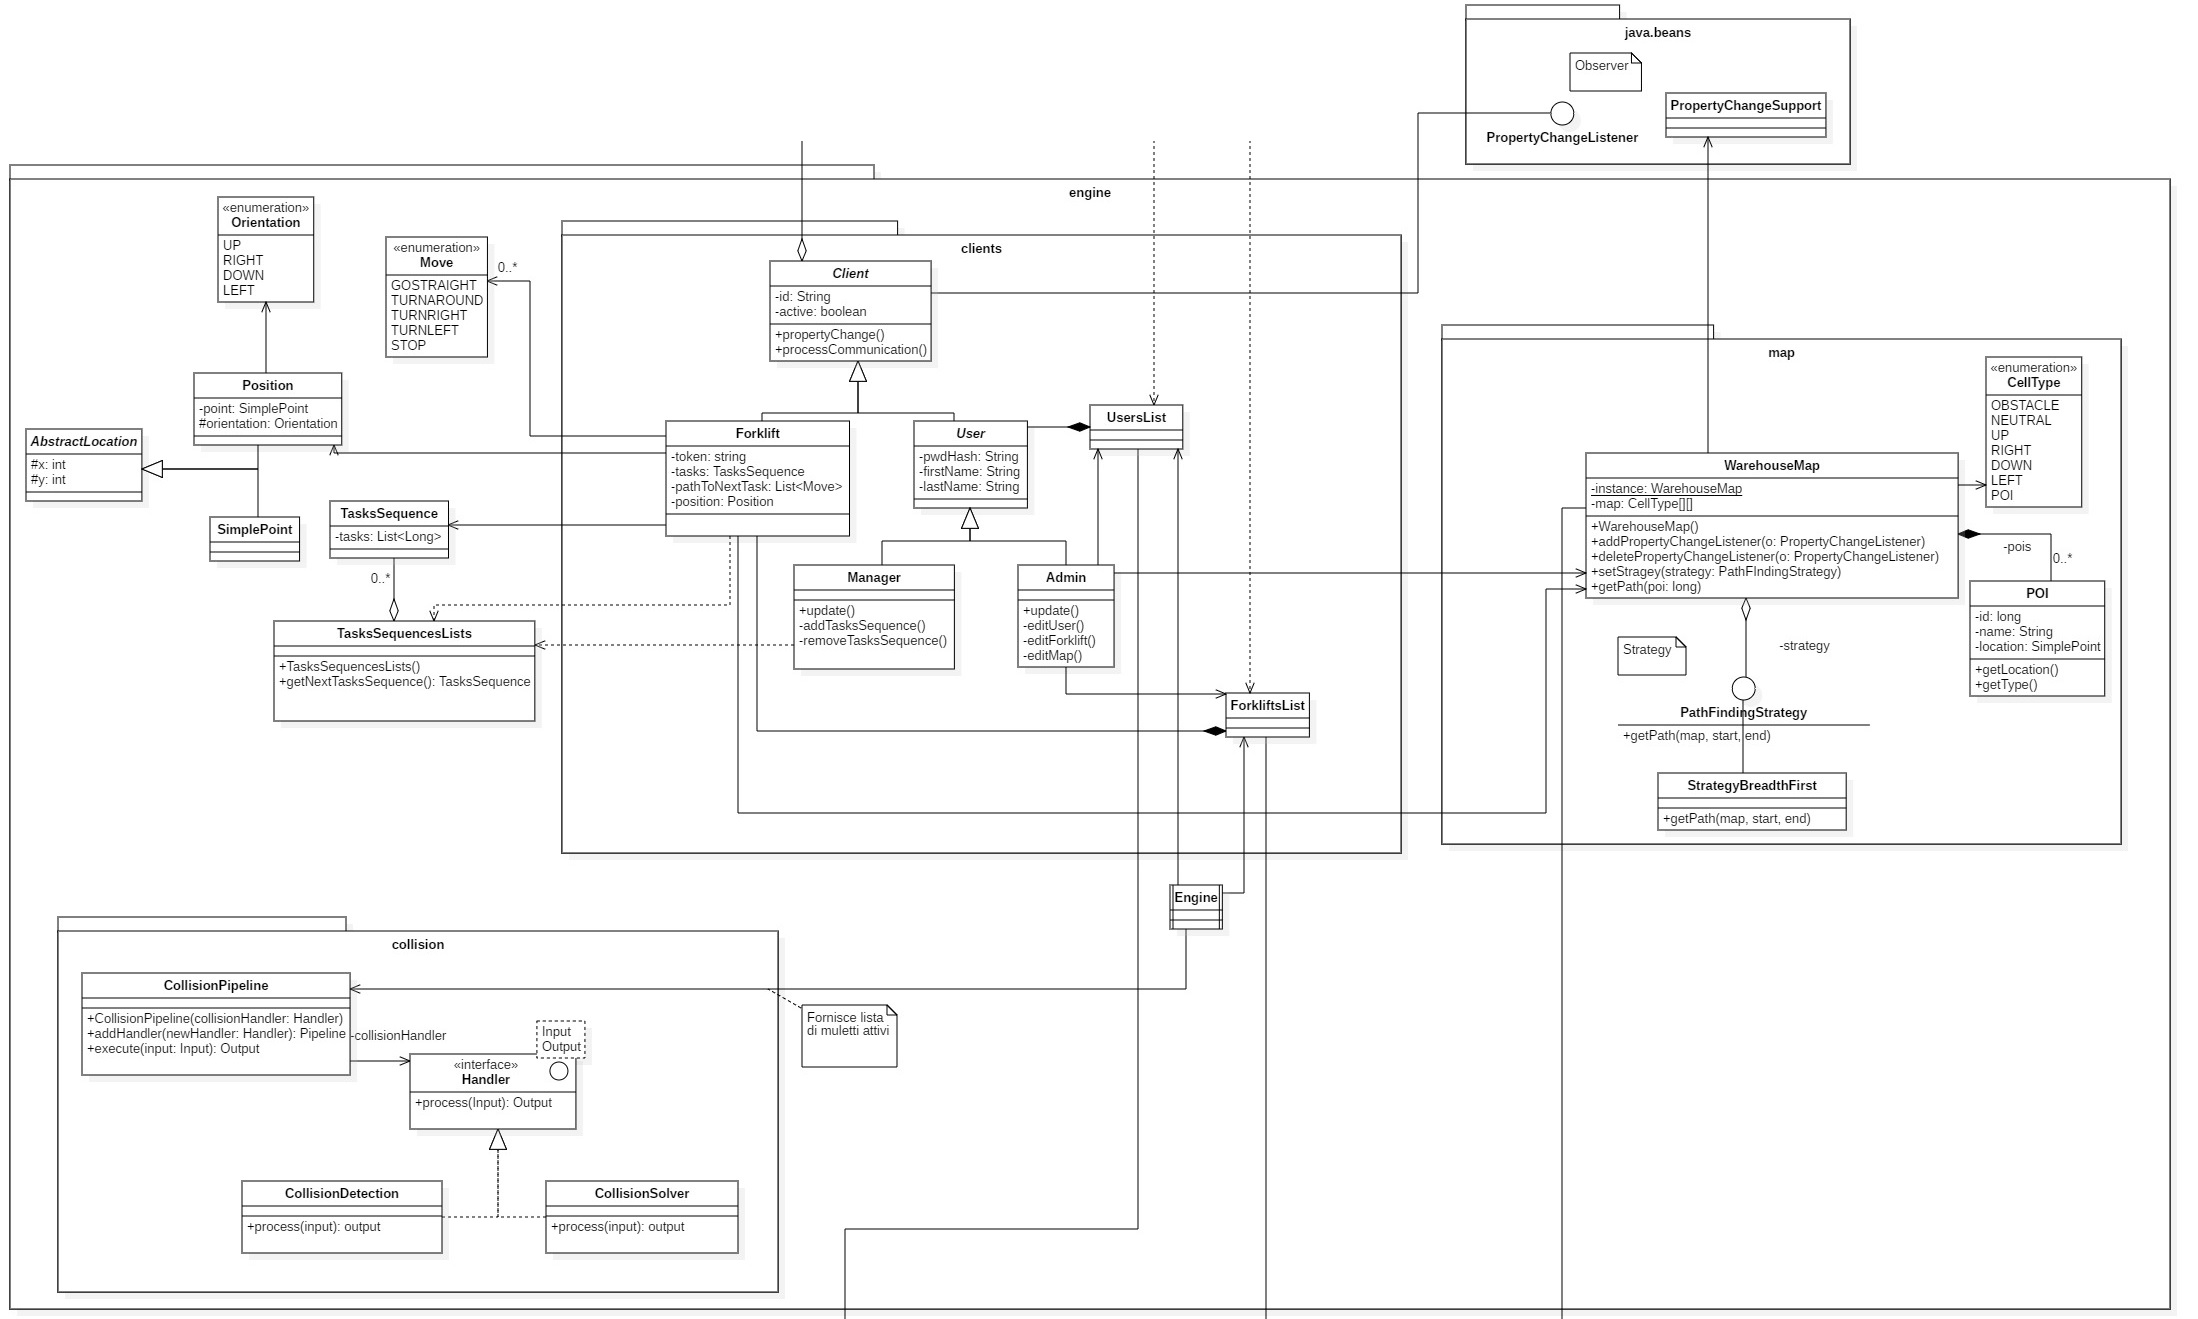 java.beans
Observer
PropertyChangeSupport
PropertyChangeListener
engine
«enumeration»
Orientation
UP
RIGHT
DOWN
LEFT
«enumeration»
Move
GOSTRAIGHT
TURNAROUND
TURNRIGHT
TURNLEFT
STOP
0..*
clients
Client
-id: String
-active: boolean
+propertyChange()
+processCommunication()
Position
-point: SimplePoint
#orientation: Orientation
AbstractLocation
#x: int
#y: int
SimplePoint
TasksSequence
-tasks: List<Long>
0..*
TasksSequencesLists
+TasksSequencesLists()
+getNextTasksSequence(): TasksSequence
Forklift
-token: string
-tasks: TasksSequence
-pathToNextTask: List<Move>
-position: Position
User
-pwdHash: String
-firstName: String
-lastName: String
UsersList
Manager
+update()
-addTasksSequence()
-removeTasksSequence()
Admin
+update()
-editUser()
-editForklift()
-editMap()
ForkliftsList
map
«enumeration»
CellType
OBSTACLE
NEUTRAL
UP
RIGHT
DOWN
LEFT
POI
WarehouseMap
-instance: WarehouseMap
-map: CellType[][]
+WarehouseMap()
+addPropertyChangeListener(o: PropertyChangeListener)
+deletePropertyChangeListener(o: PropertyChangeListener)
+setStragey(strategy: PathFIndingStrategy)
+getPath(poi: long)
-pois
0..*
POI
-id: long
-name: String
-location: SimplePoint
+getLocation()
+getType()
Strategy
-strategy
PathFindingStrategy
+getPath(map, start, end)
StrategyBreadthFirst
+getPath(map, start, end)
Engine
collision
CollisionPipeline
+CollisionPipeline(collisionHandler: Handler)
+addHandler(newHandler: Handler): Pipeline
+execute(input: Input): Output
-collisionHandler
Input
Output
«interface»
Handler
+process(Input): Output
Fornisce lista
di muletti attivi
CollisionDetection
+process(input): output
CollisionSolver
+process(input): output